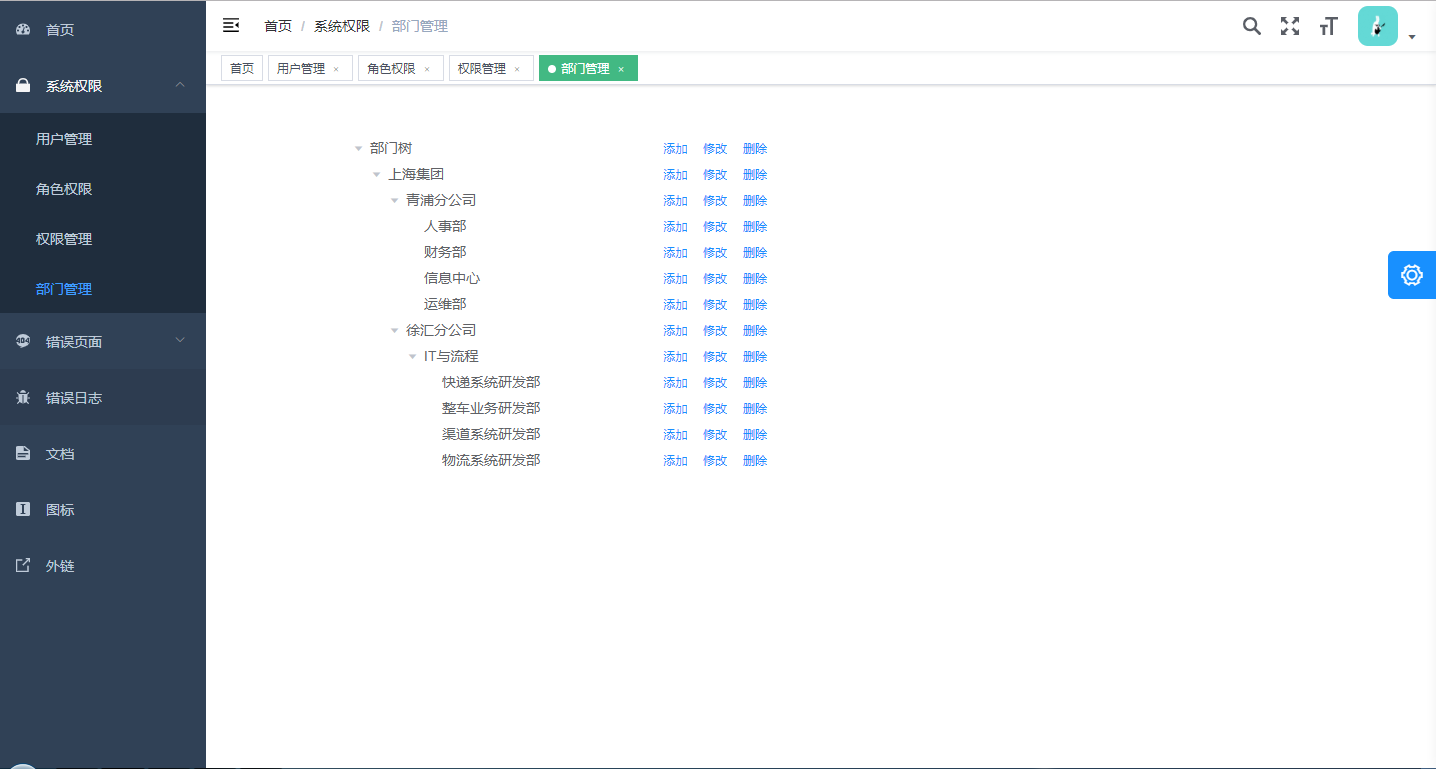 首页
系统权限
用户管理
角色权限
权限管理
部门管理
错误页面
错误日志
文档
图标
外链
首页 / 系统权限 / 部门管理
首页 用户管理 × 角色权限 × 权限管理 × 部门管理 ×
部门树 添加 修改 删除
上海集团 添加 修改 删除
青浦分公司 添加 修改 删除
人事部 添加 修改 删除
财务部 添加 修改 删除
信息中心 添加 修改 删除
运维部 添加 修改 删除
徐汇分公司 添加 修改 删除
IT与流程 添加 修改 删除
快递系统研发部 添加 修改 删除
整车业务研发部 添加 修改 删除
渠道系统研发部 添加 修改 删除
物流系统研发部 添加 修改 删除